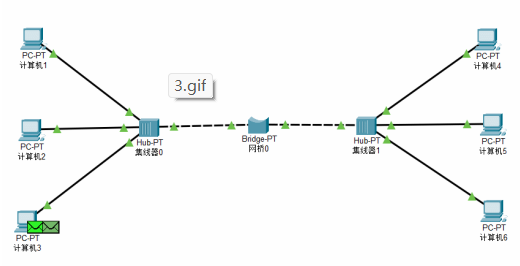 PC-PT
计算机1
PC-PT
计算机4
3.gif
PC-PT
计算机2
Hub-PT
集线器0
Bridge-PT
网桥0
Hub-PT
集线器1
PC-PT
计算机5
PC-PT
计算机3
PC-PT
计算机6